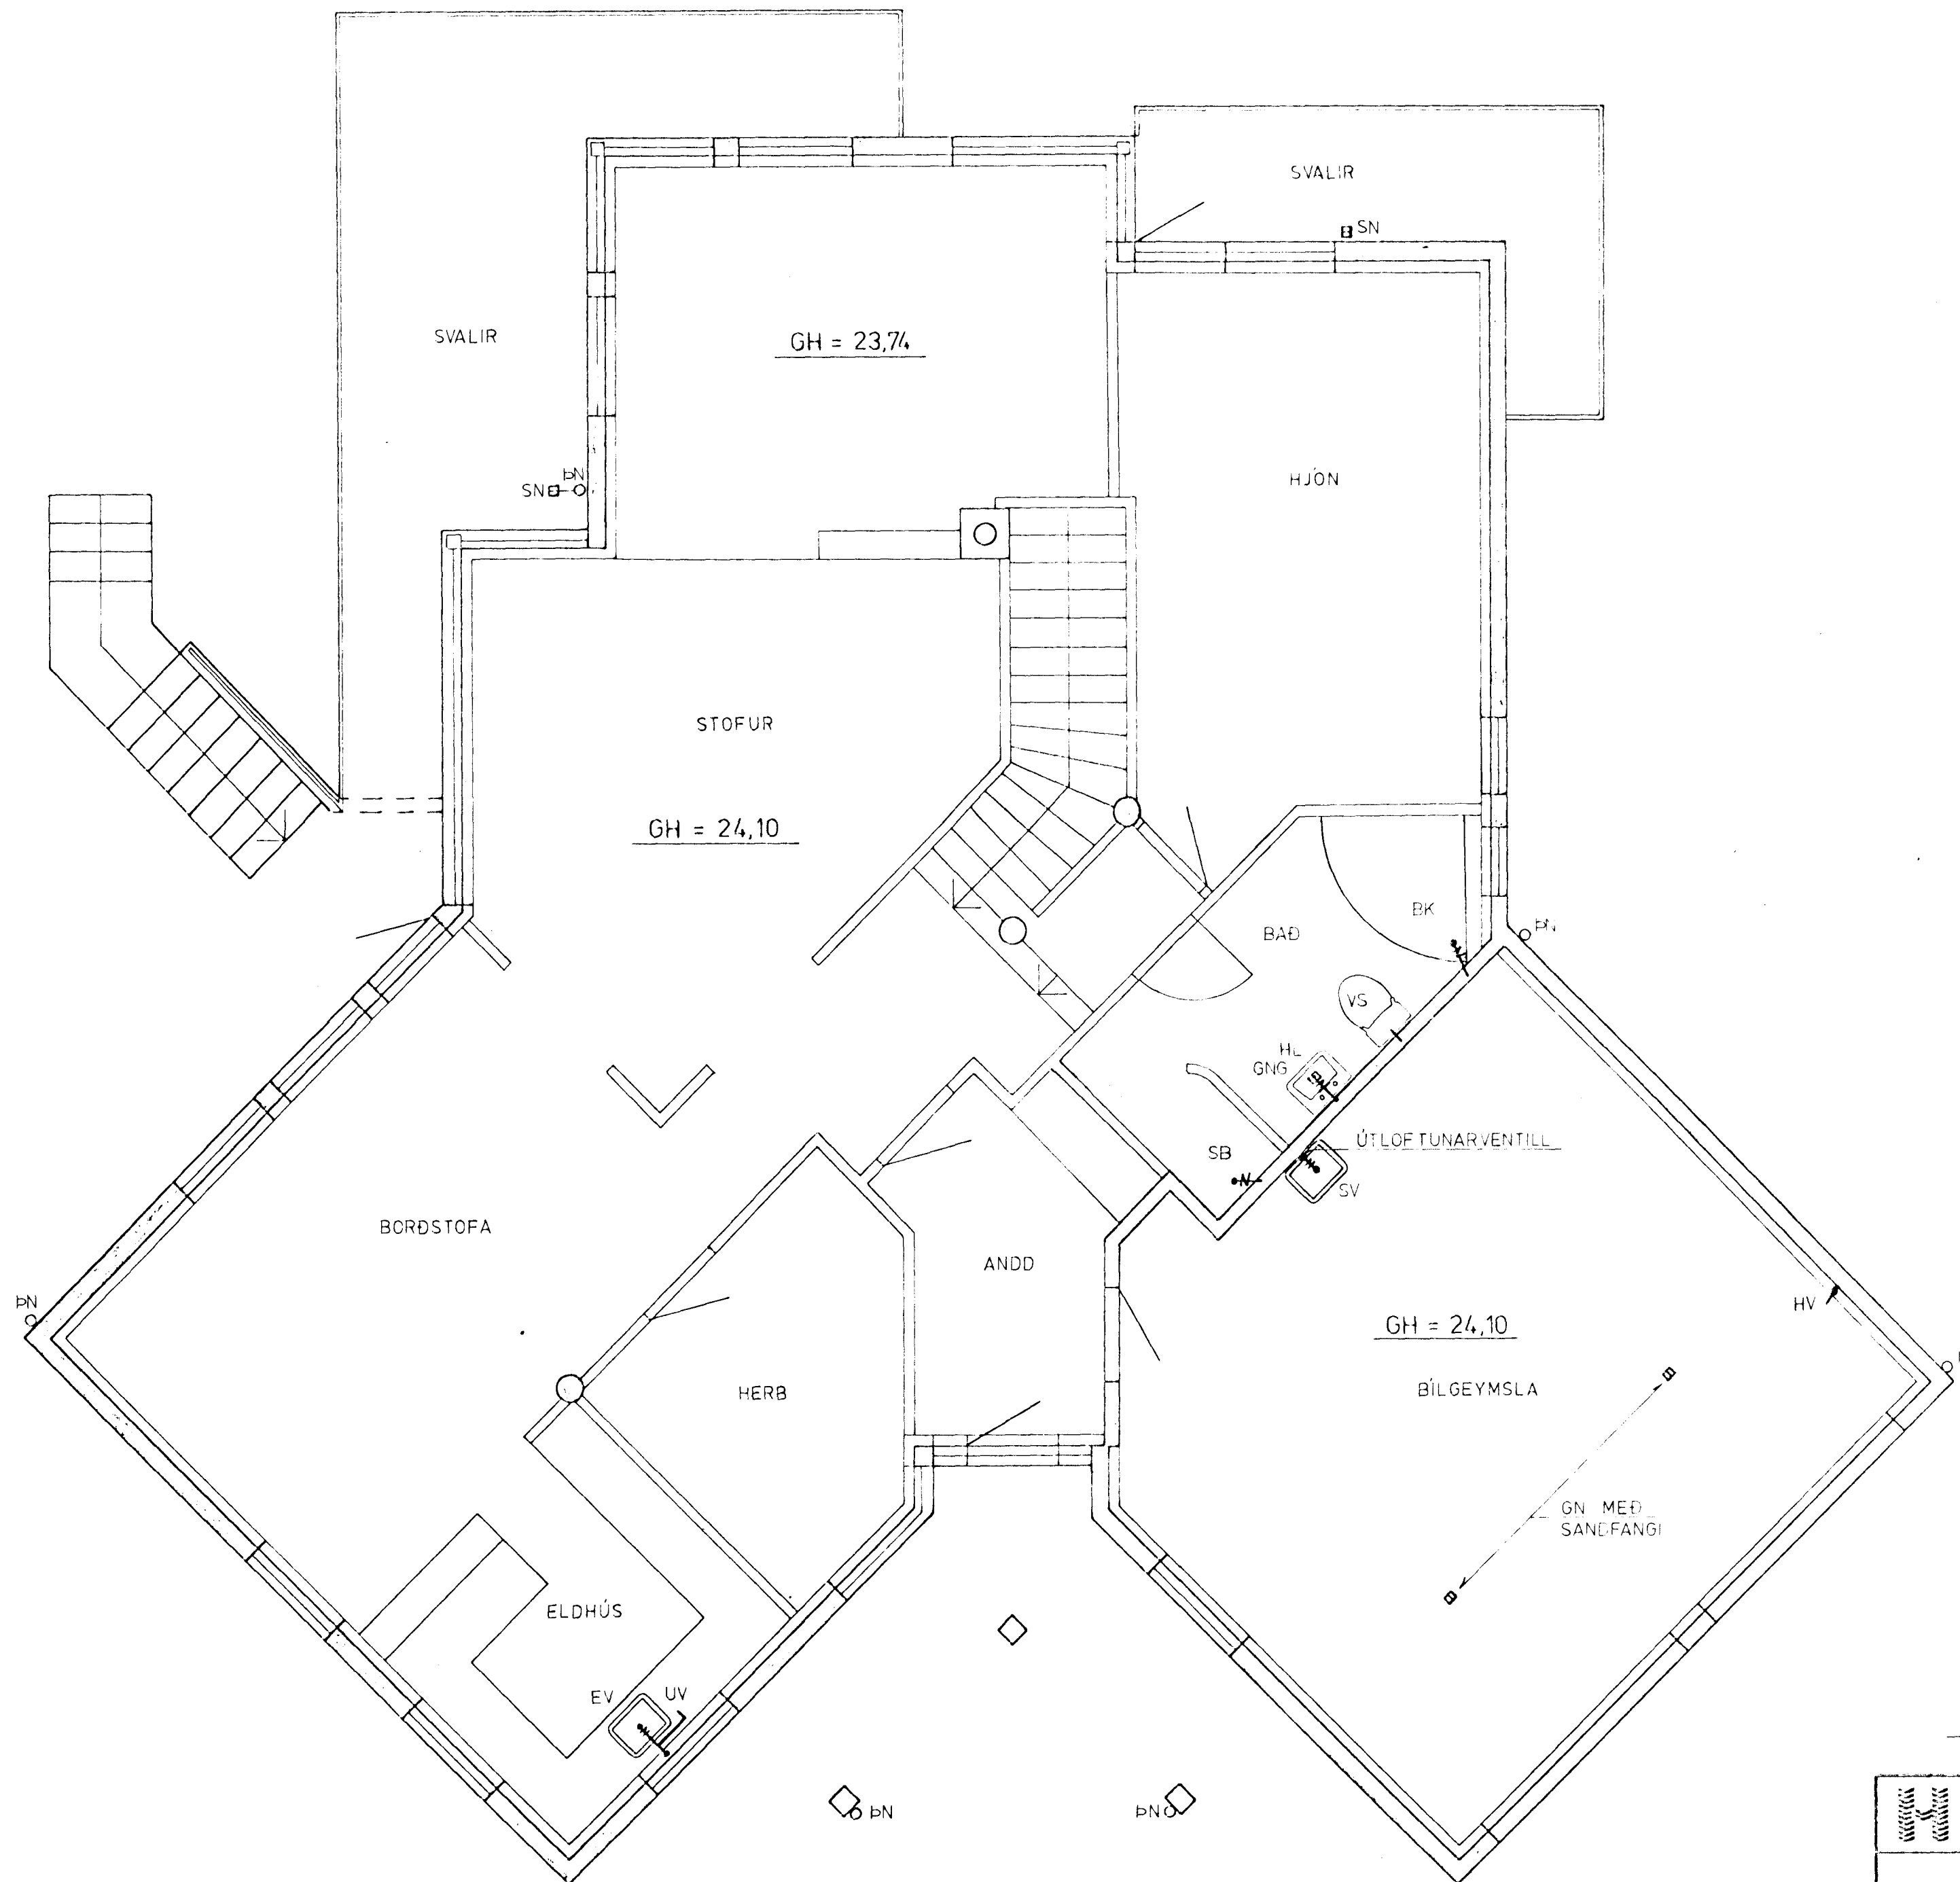 SVALIR
SN
SVALIR
GH = 23,74
HJÓN
ÞN
SN
STOFUR
GH = 24,10
BK
BAÐ
ÞN
VS
HL
GNG
ÚTLOFTUNARVENTILL
SB
SV
BORÐSTOFA
ANDD
ÞN
HV
GH = 24,10
BÍLGEYMSLA
HERB
GN MEÐ
SANDFANGI
ELDHÚS
EV
UV
ÞN
ÞN
H